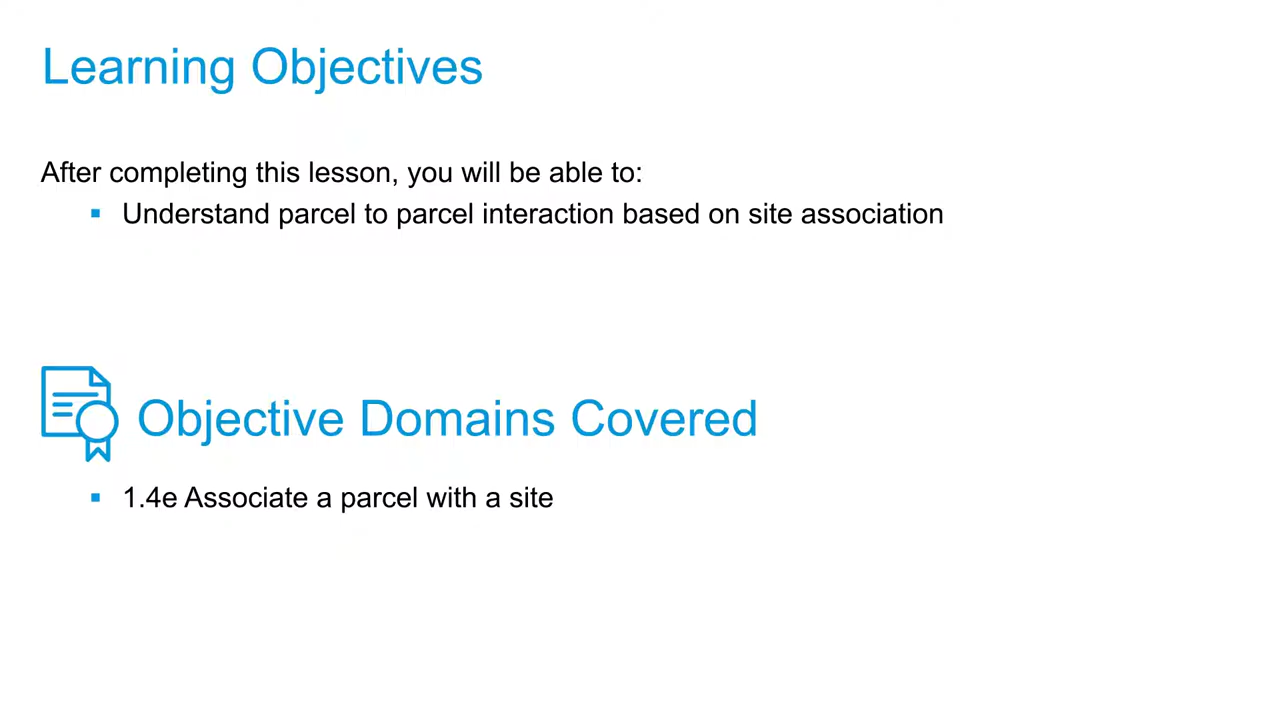 Learning Objectives
After completing this lesson, you will be able to:
▪ Understand parcel to parcel interaction based on site association
Objective Domains Covered
▪ 1.4e Associate a parcel with a site